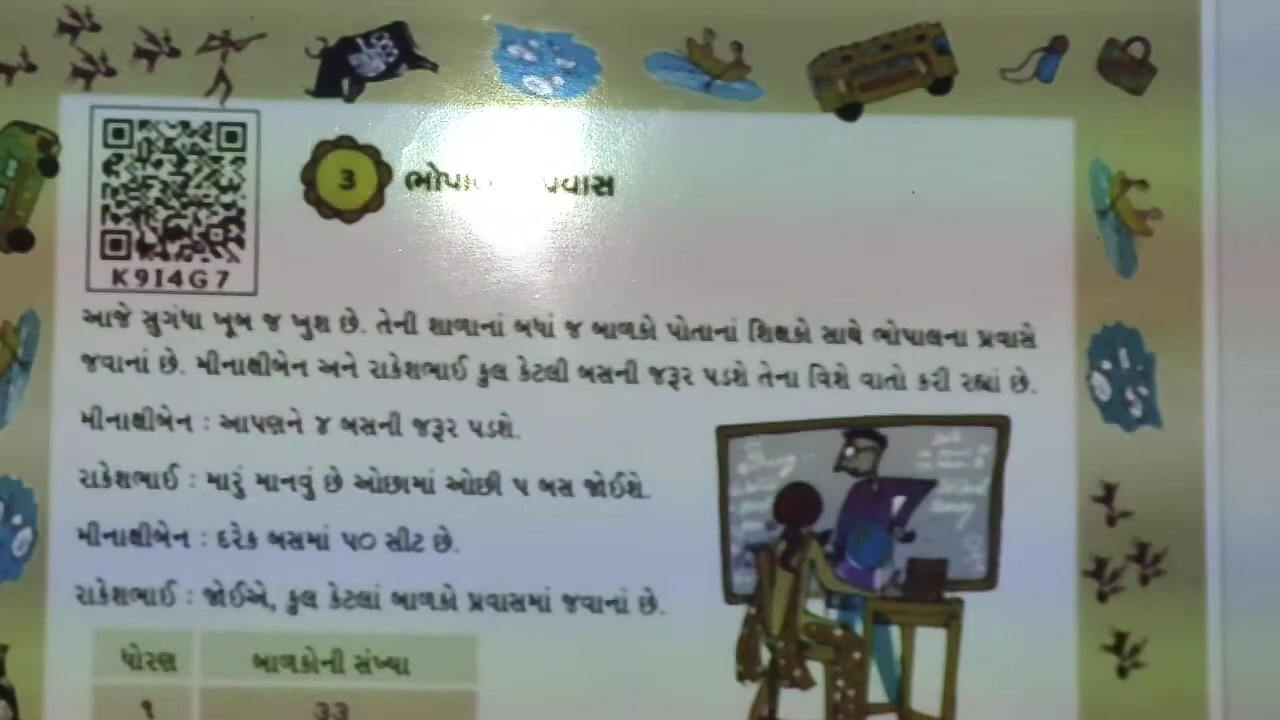 3
K9I4G7
આજે સુગંધા ખૂબ જ ખુશ છે. તેની શાળાનાં બધાં જ બાળકો પોતાનાં શિક્ષકો સાથે ભોપાલના પ્રવાસે
જવાનાં છે. મીનાક્ષીબેન અને રાકેશભાઈ કુલ કેટલી બસની જરૂર પડશે તેના વિશે વાતો કરી રહ્યાં છે.
મીનાક્ષીબેન : આપણને ૪ બસની જરૂર પડશે.
રાકેશભાઈ : મારું માનવું છે ઓછામાં ઓછી ૫ બસ જોઈશે.
મીનાક્ષીબેન : દરેક બસમાં ૫૦ સીટ છે.
રાકેશભાઈ : જોઈએ, કુલ કેટલાં બાળકો પ્રવાસમાં જવાનાં છે.
ધોરણ બાળકોની સંખ્યા
૧ ૩૩